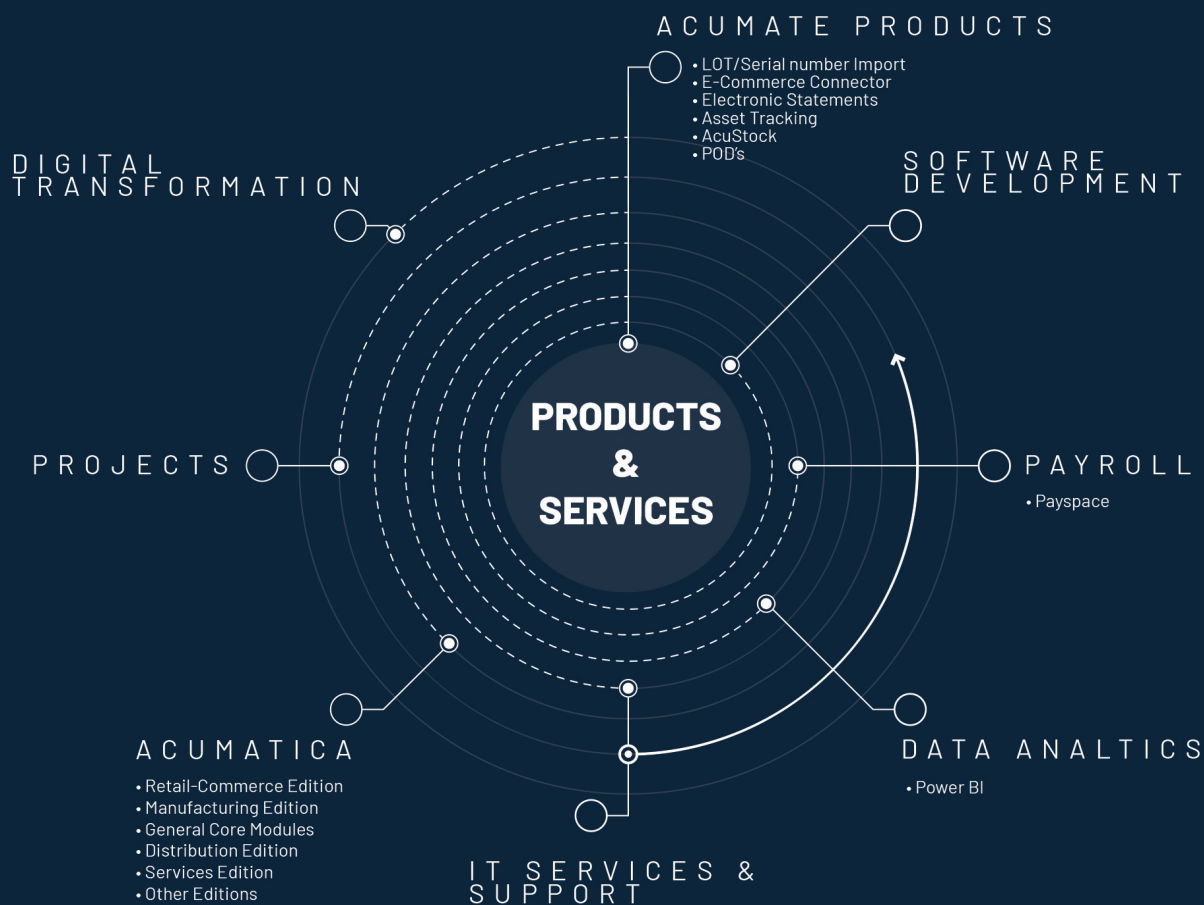 ACUMATE PRODUCTS
• LOT/Serial number Import
• E-Commerce Connector
• Electronic Statements
• Asset Tracking
• AcuStock
• POD's
DIGITAL
TRANSFORMATION
SOFTWARE
DEVELOPMENT
PRODUCTS
&
SERVICES
PROJECTS
PAYROLL
• Payspace
ACUMATICA
• Retail-Commerce Edition
• Manufacturing Edition
• General Core Modules
• Distribution Edition
• Services Edition
• Other Editions
DATA ANALTICS
• Power BI
IT SERVICES &
SUPPORT